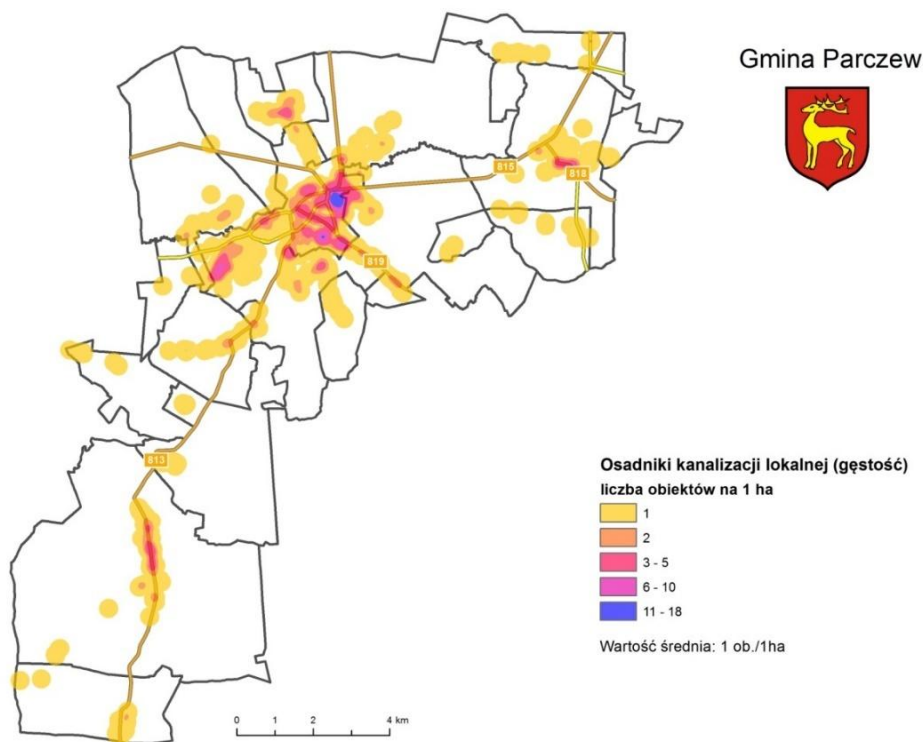 Gmina Parczew
815
818
819
813
Osadniki kanalizacji lokalnej (gęstość)
liczba obiektów na 1 ha
1
2
3 - 5
6 - 10
11 - 18
Wartość średnia: 1 ob./1ha
0 1 2 4 km